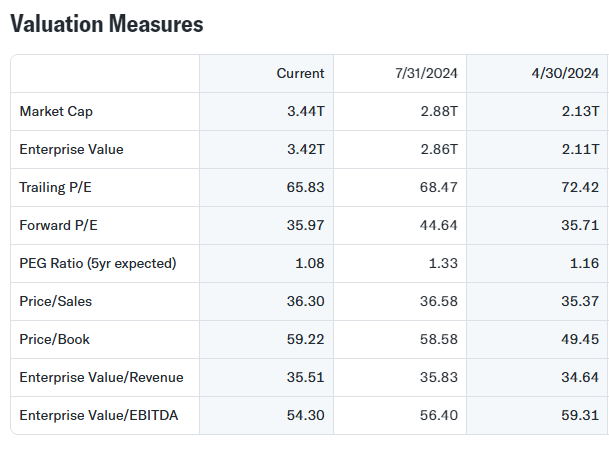 Valuation Measures
Current 7/31/2024 4/30/2024
Market Cap 3.44T 2.88T 2.13T
Enterprise Value 3.42T 2.86T 2.11T
Trailing P/E 65.83 68.47 72.42
Forward P/E 35.97 44.64 35.71
PEG Ratio (5yr expected) 1.08 1.33 1.16
Price/Sales 36.30 36.58 35.37
Price/Book 59.22 58.58 49.45
Enterprise Value/Revenue 35.51 35.83 34.64
Enterprise Value/EBITDA 54.30 56.40 59.31